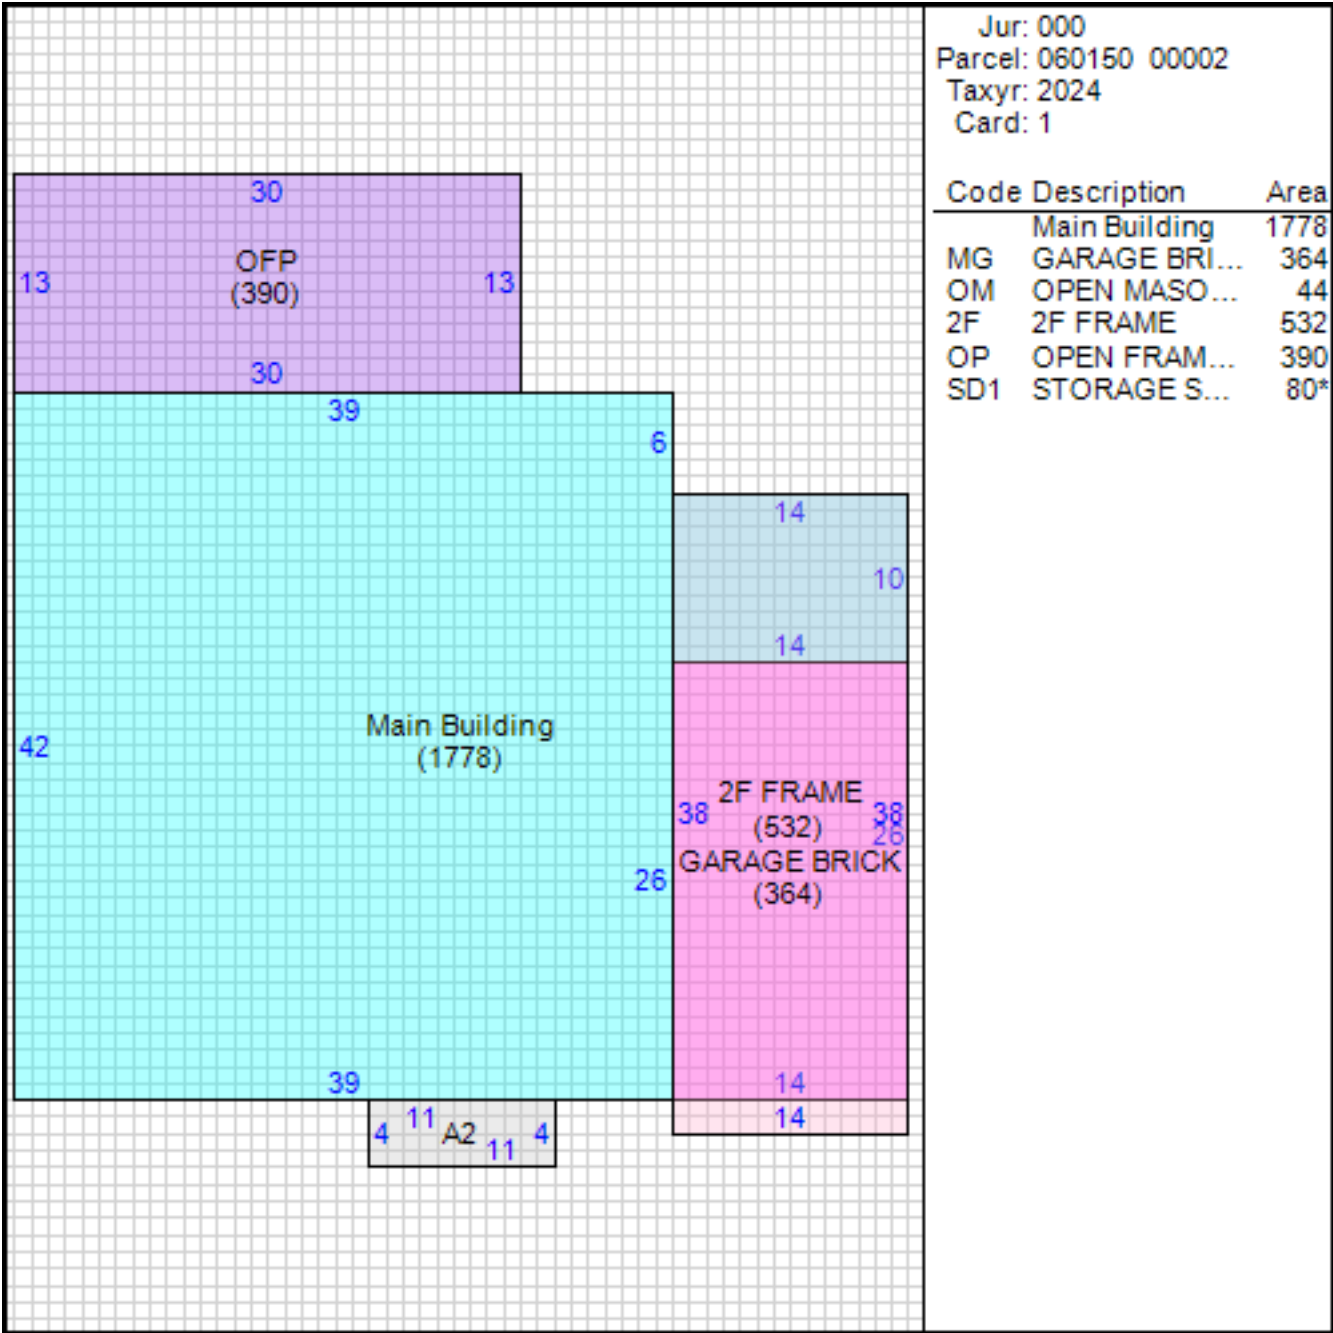 Jur: 000
Parcel: 060150 00002
Taxyr: 2024
Card: 1
Code Description Area
Main Building 1778
MG GARAGE BRI... 364
OM OPEN MASO... 44
2F 2F FRAME 532
OP OPEN FRAM... 390
SD1 STORAGE S... 80*
30
OFP
13 (390) 13
30
39
6
14
10
14
Main Building
42 (1778)
2F FRAME
38 (532) 38
26
GARAGE BRICK
26 (364)
39 14
11 14
4 A2 4
11